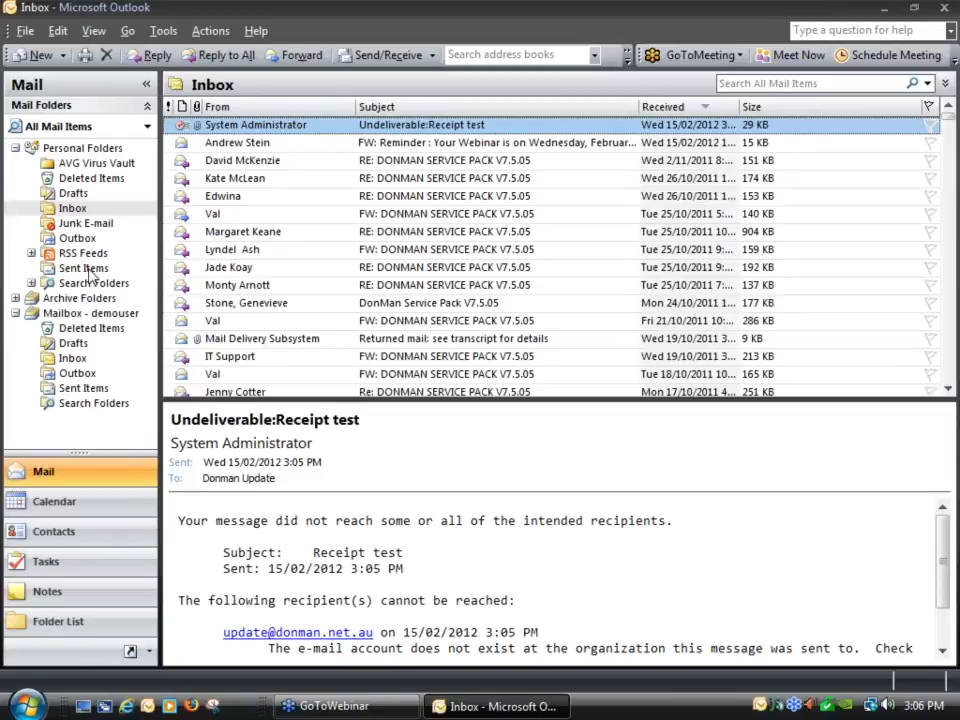 Inbox - Microsoft Outlook
File Edit View Go Tools Actions Help Type a question for help
New Reply Reply to All Forward Send/Receive Search address books GoToMeeting Meet Now Schedule Meeting
Mail «
Mail Folders
All Mail Items
Personal Folders
AVG Virus Vault
Deleted Items
Drafts
Inbox
Junk E-mail
Outbox
RSS Feeds
Sent Items
Search Folders
Archive Folders
Mailbox - demouser
Deleted Items
Drafts
Inbox
Outbox
Sent Items
Search Folders
Mail
Calendar
Contacts
Tasks
Notes
Folder List
Inbox Search All Mail Items
! From Subject Received Size
System Administrator Undeliverable:Receipt test Wed 15/02/2012 3... 29 KB
Andrew Stein FW: Reminder : Your Webinar is on Wednesday, Februar... Wed 15/02/2012 1... 15 KB
David McKenzie RE: DONMAN SERVICE PACK V7.5.05 Wed 2/11/2011 8:... 151 KB
Kate McLean RE: DONMAN SERVICE PACK V7.5.05 Wed 26/10/2011 1... 174 KB
Edwina RE: DONMAN SERVICE PACK V7.5.05 Wed 26/10/2011 1... 153 KB
Val FW: DONMAN SERVICE PACK V7.5.05 Tue 25/10/2011 5:... 140 KB
Margaret Keane RE: DONMAN SERVICE PACK V7.5.05 Tue 25/10/2011 10... 904 KB
Lyndel Ash RE: DONMAN SERVICE PACK V7.5.05 Tue 25/10/2011 1... 159 KB
Jade Koay RE: DONMAN SERVICE PACK V7.5.05 Tue 25/10/2011 1... 267 KB
Monty Arnott RE: DONMAN SERVICE PACK V7.5.05 Tue 25/10/2011 9:... 137 KB
Stone, Genevieve DonMan Service Pack V7.5.05 Mon 24/10/2011 1... 177 KB
Val FW: DONMAN SERVICE PACK V7.5.05 Fri 21/10/2011 10:... 286 KB
Mail Delivery Subsystem Returned mail: see transcript for details Wed 19/10/2011 3... 9 KB
IT Support RE: DONMAN SERVICE PACK V7.5.05 Wed 19/10/2011 3... 213 KB
Val FW: DONMAN SERVICE PACK V7.5.05 Tue 18/10/2011 10... 165 KB
Jenny Cotter Re: DONMAN SERVICE PACK V7.5.05 Mon 17/10/2011 4... 251 KB
Undeliverable:Receipt test
System Administrator
Sent: Wed 15/02/2012 3:05 PM
To: Donman Update
Your message did not reach some or all of the intended recipients.
Subject: Receipt test
Sent: 15/02/2012 3:05 PM
The following recipient(s) cannot be reached:
update@donman.net.au on 15/02/2012 3:05 PM
The e-mail account does not exist at the organization this message was sent to. Check
GoToWebinar Inbox - Microsoft O... 3:06 PM